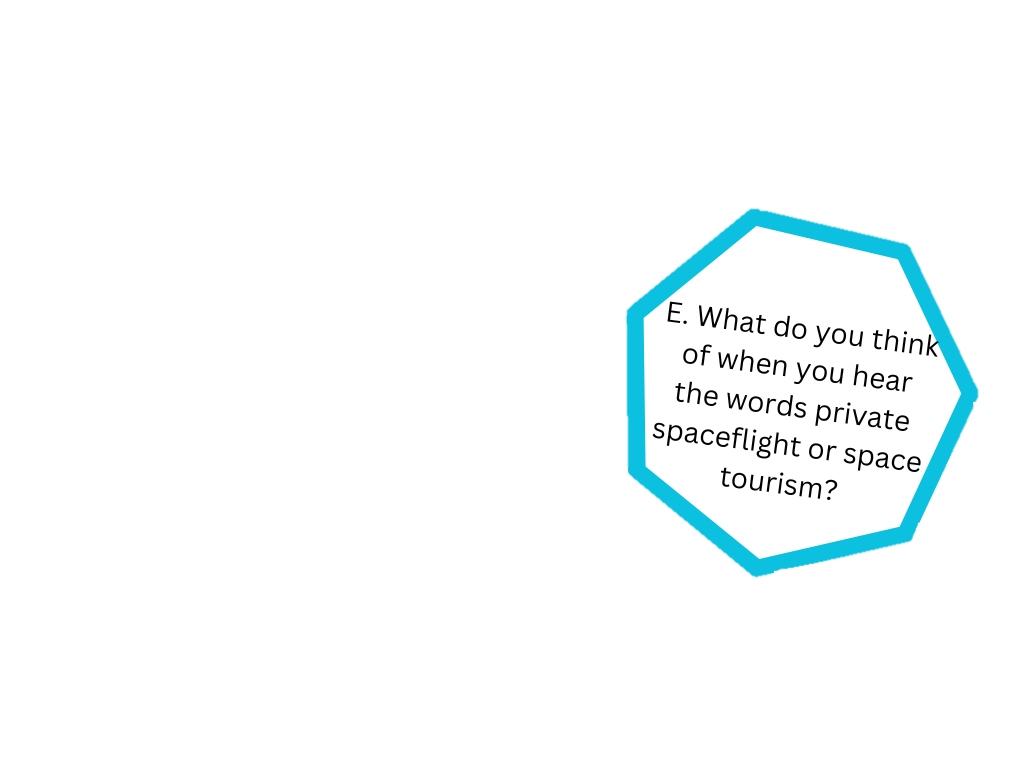 E. What do you think
of when you hear
the words private
spaceflight or space
tourism?